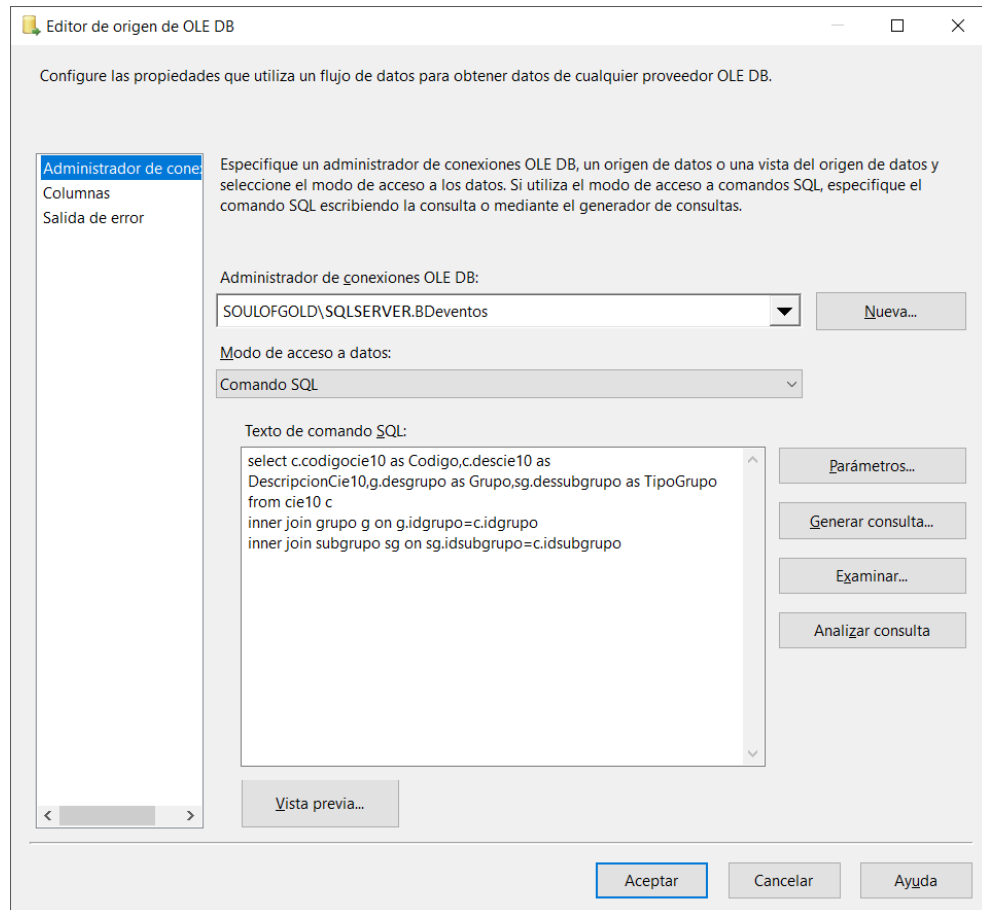 Editor de origen de OLE DB
Configure las propiedades que utiliza un flujo de datos para obtener datos de cualquier proveedor OLE DB.
Administrador de cone
Columnas
Salida de error
Especifique un administrador de conexiones OLE DB, un origen de datos o una vista del origen de datos y
seleccione el modo de acceso a los datos. Si utiliza el modo de acceso a comandos SQL, especifique el
comando SQL escribiendo la consulta o mediante el generador de consultas.
Administrador de conexiones OLE DB:
SOULOFGOLD\SQLSERVER.BDeventos
Nueva...
Modo de acceso a datos:
Comando SQL
Texto de comando SQL:
select c.codigocie10 as Codigo,c.descie10 as
DescripcionCie10,g.desgrupo as Grupo,sg.dessubgrupo as TipoGrupo
from cie10 c
inner join grupo g on g.idgrupo=c.idgrupo
inner join subgrupo sg on sg.idsubgrupo=c.idsubgrupo
Parámetros...
Generar consulta...
Examinar...
Analizar consulta
Vista previa...
Aceptar
Cancelar
Ayuda